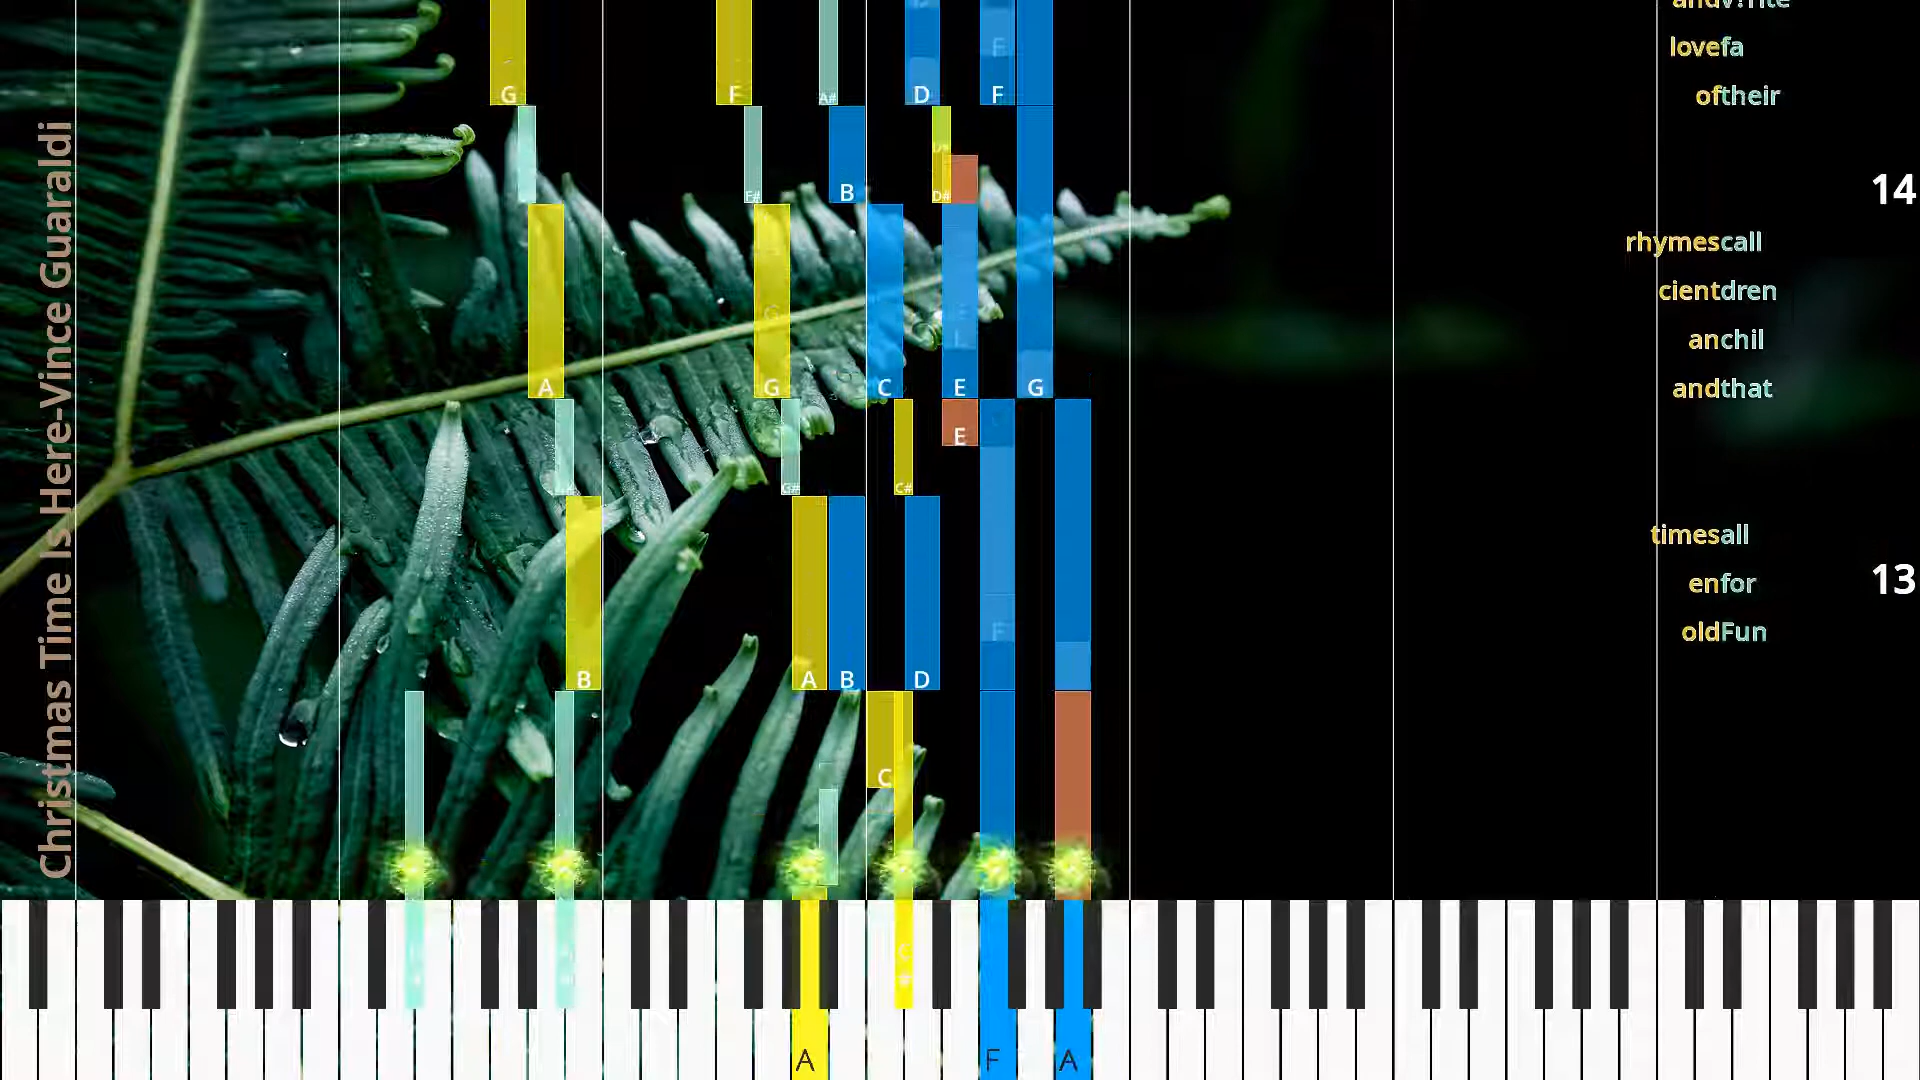 Christmas Time Is Here-Vince Guaraldi
lovefa
G F A# D F F
oftheir
14
F# B D#
rhymescall
cientdren
anchil
A G C E G
andthat
E
G# C#
timesall
13
enfor
oldFun
F
B A B D
C
C
#
A F A